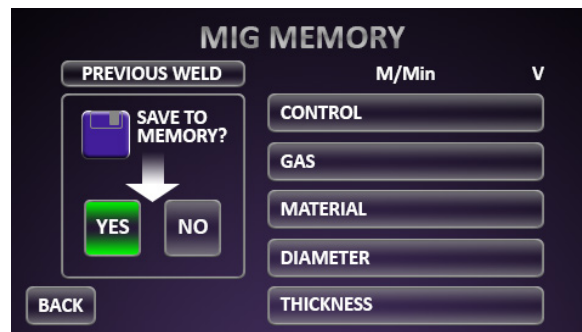 MIG MEMORY
PREVIOUS WELD
M/Min V
SAVE TO
MEMORY?
YES NO
BACK
CONTROL
GAS
MATERIAL
DIAMETER
THICKNESS